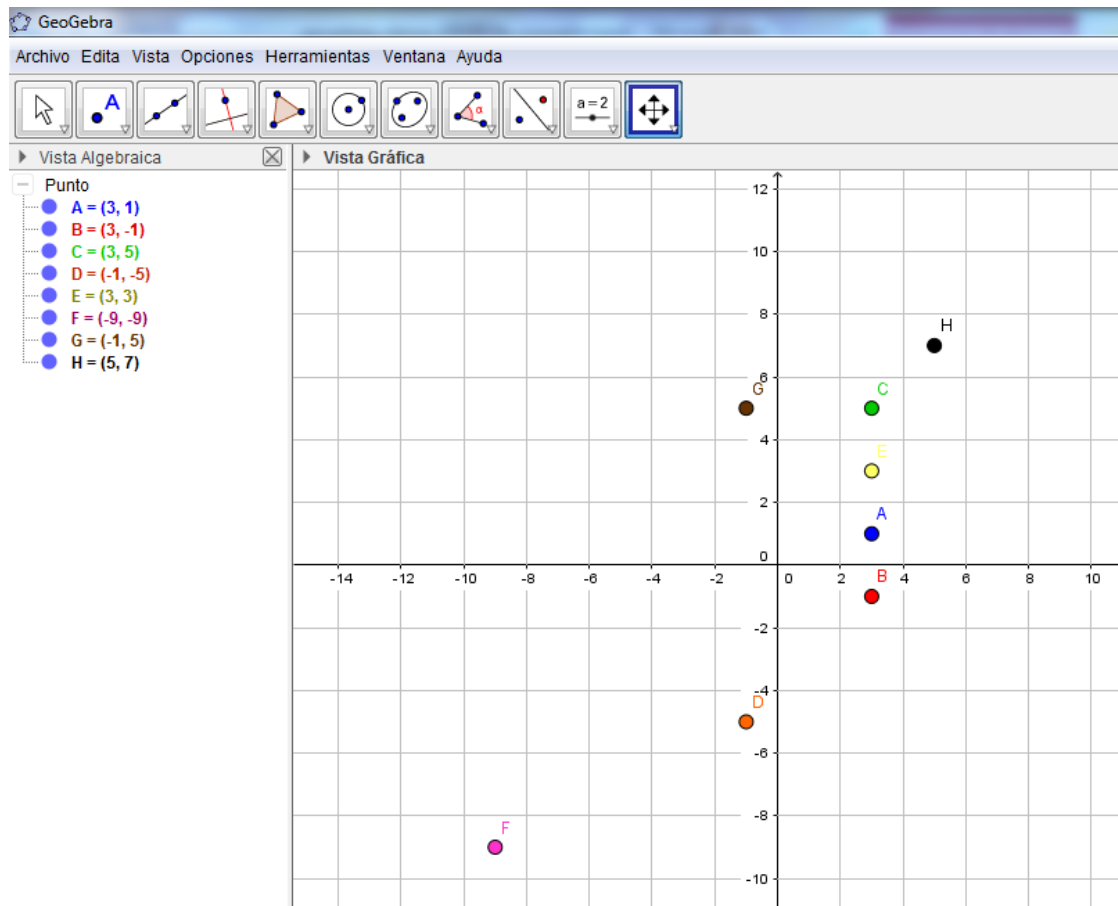 GeoGebra
Archivo Edita Vista Opciones Herramientas Ventana Ayuda
A
α
a = 2
Vista Algebraica
Vista Gráfica
Punto
A = (3, 1)
B = (3, -1)
C = (3, 5)
D = (-1, -5)
E = (3, 3)
F = (-9, -9)
G = (-1, 5)
H = (5, 7)
12
10
8
H
6
G
C
4
E
2
A
0
-14 -12 -10 -8 -6 -4 -2 0 2 B 4 6 8 10
-2
-4
D
-6
-8
F
-10